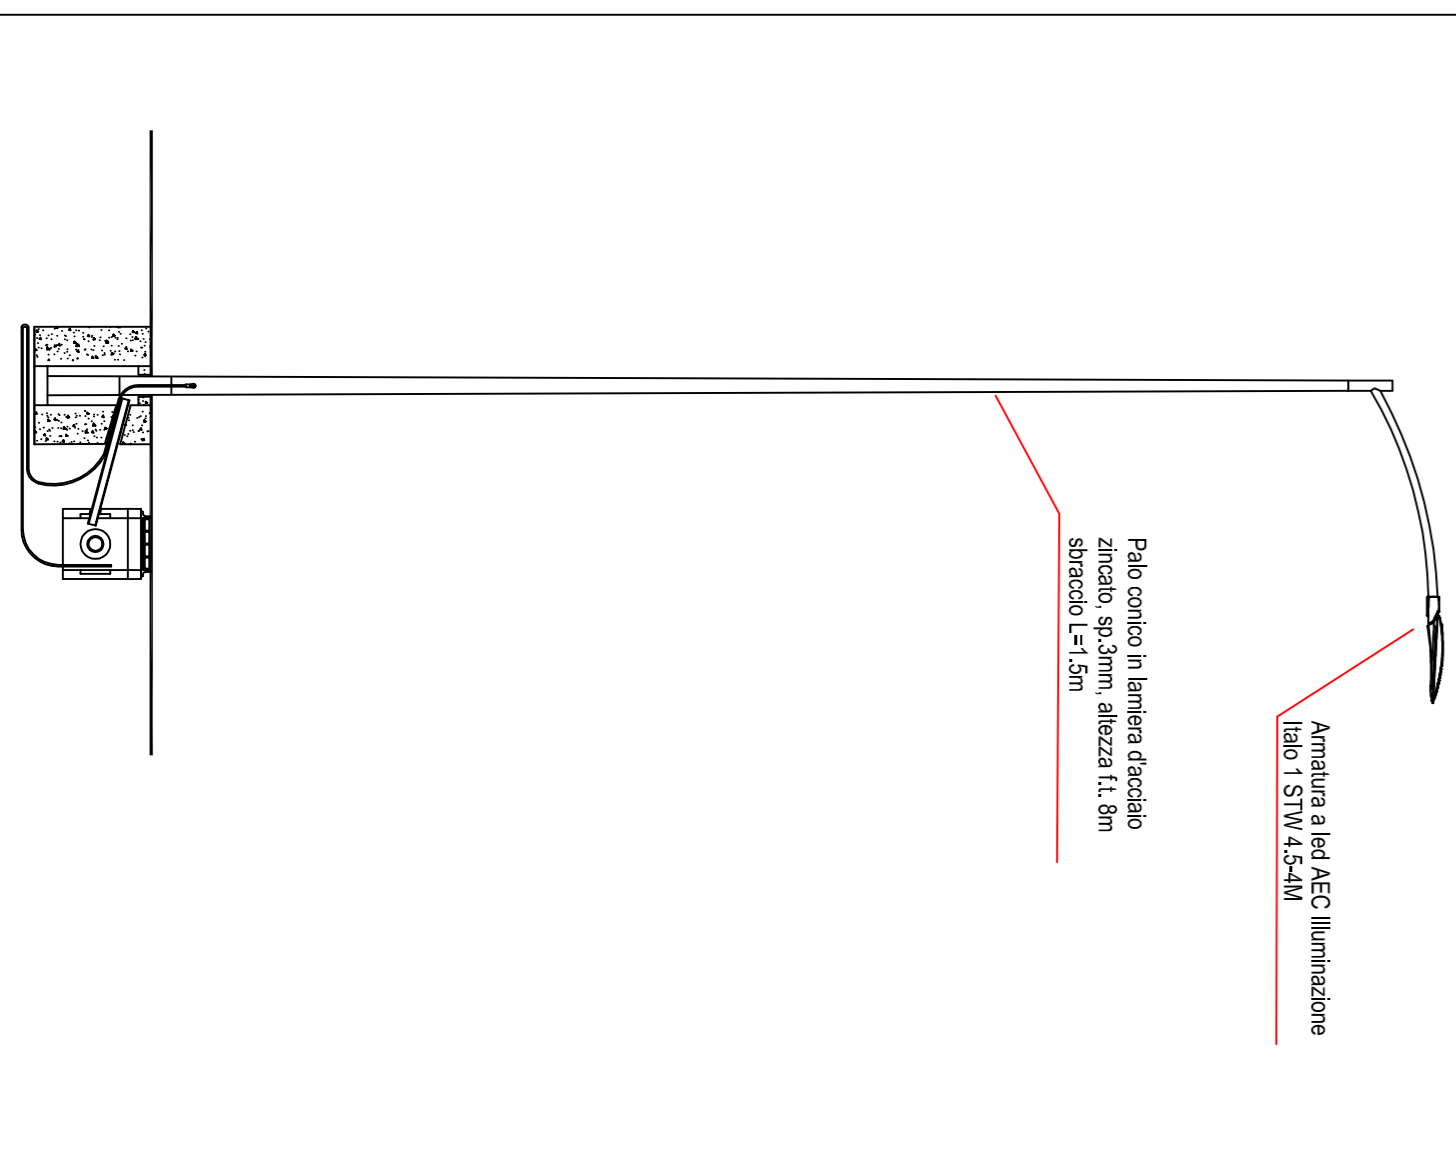 Armatura a led AEC Illuminazione
Italo 1 STW 4.5-4M
Palo conico in lamiera d'acciaio
zincato, sp.3mm, altezza f.t. 8m
sbraccio L=1.5m